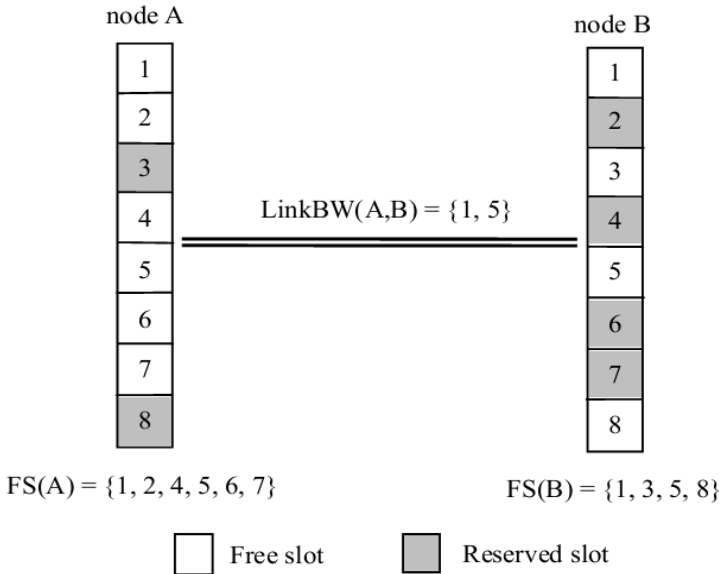 node A
node B
1
2
3
4
5
6
7
8
LinkBW(A,B) = {1, 5}
1
2
3
4
5
6
7
8
FS(A) = {1, 2, 4, 5, 6, 7}
FS(B) = {1, 3, 5, 8}
Free slot
Reserved slot